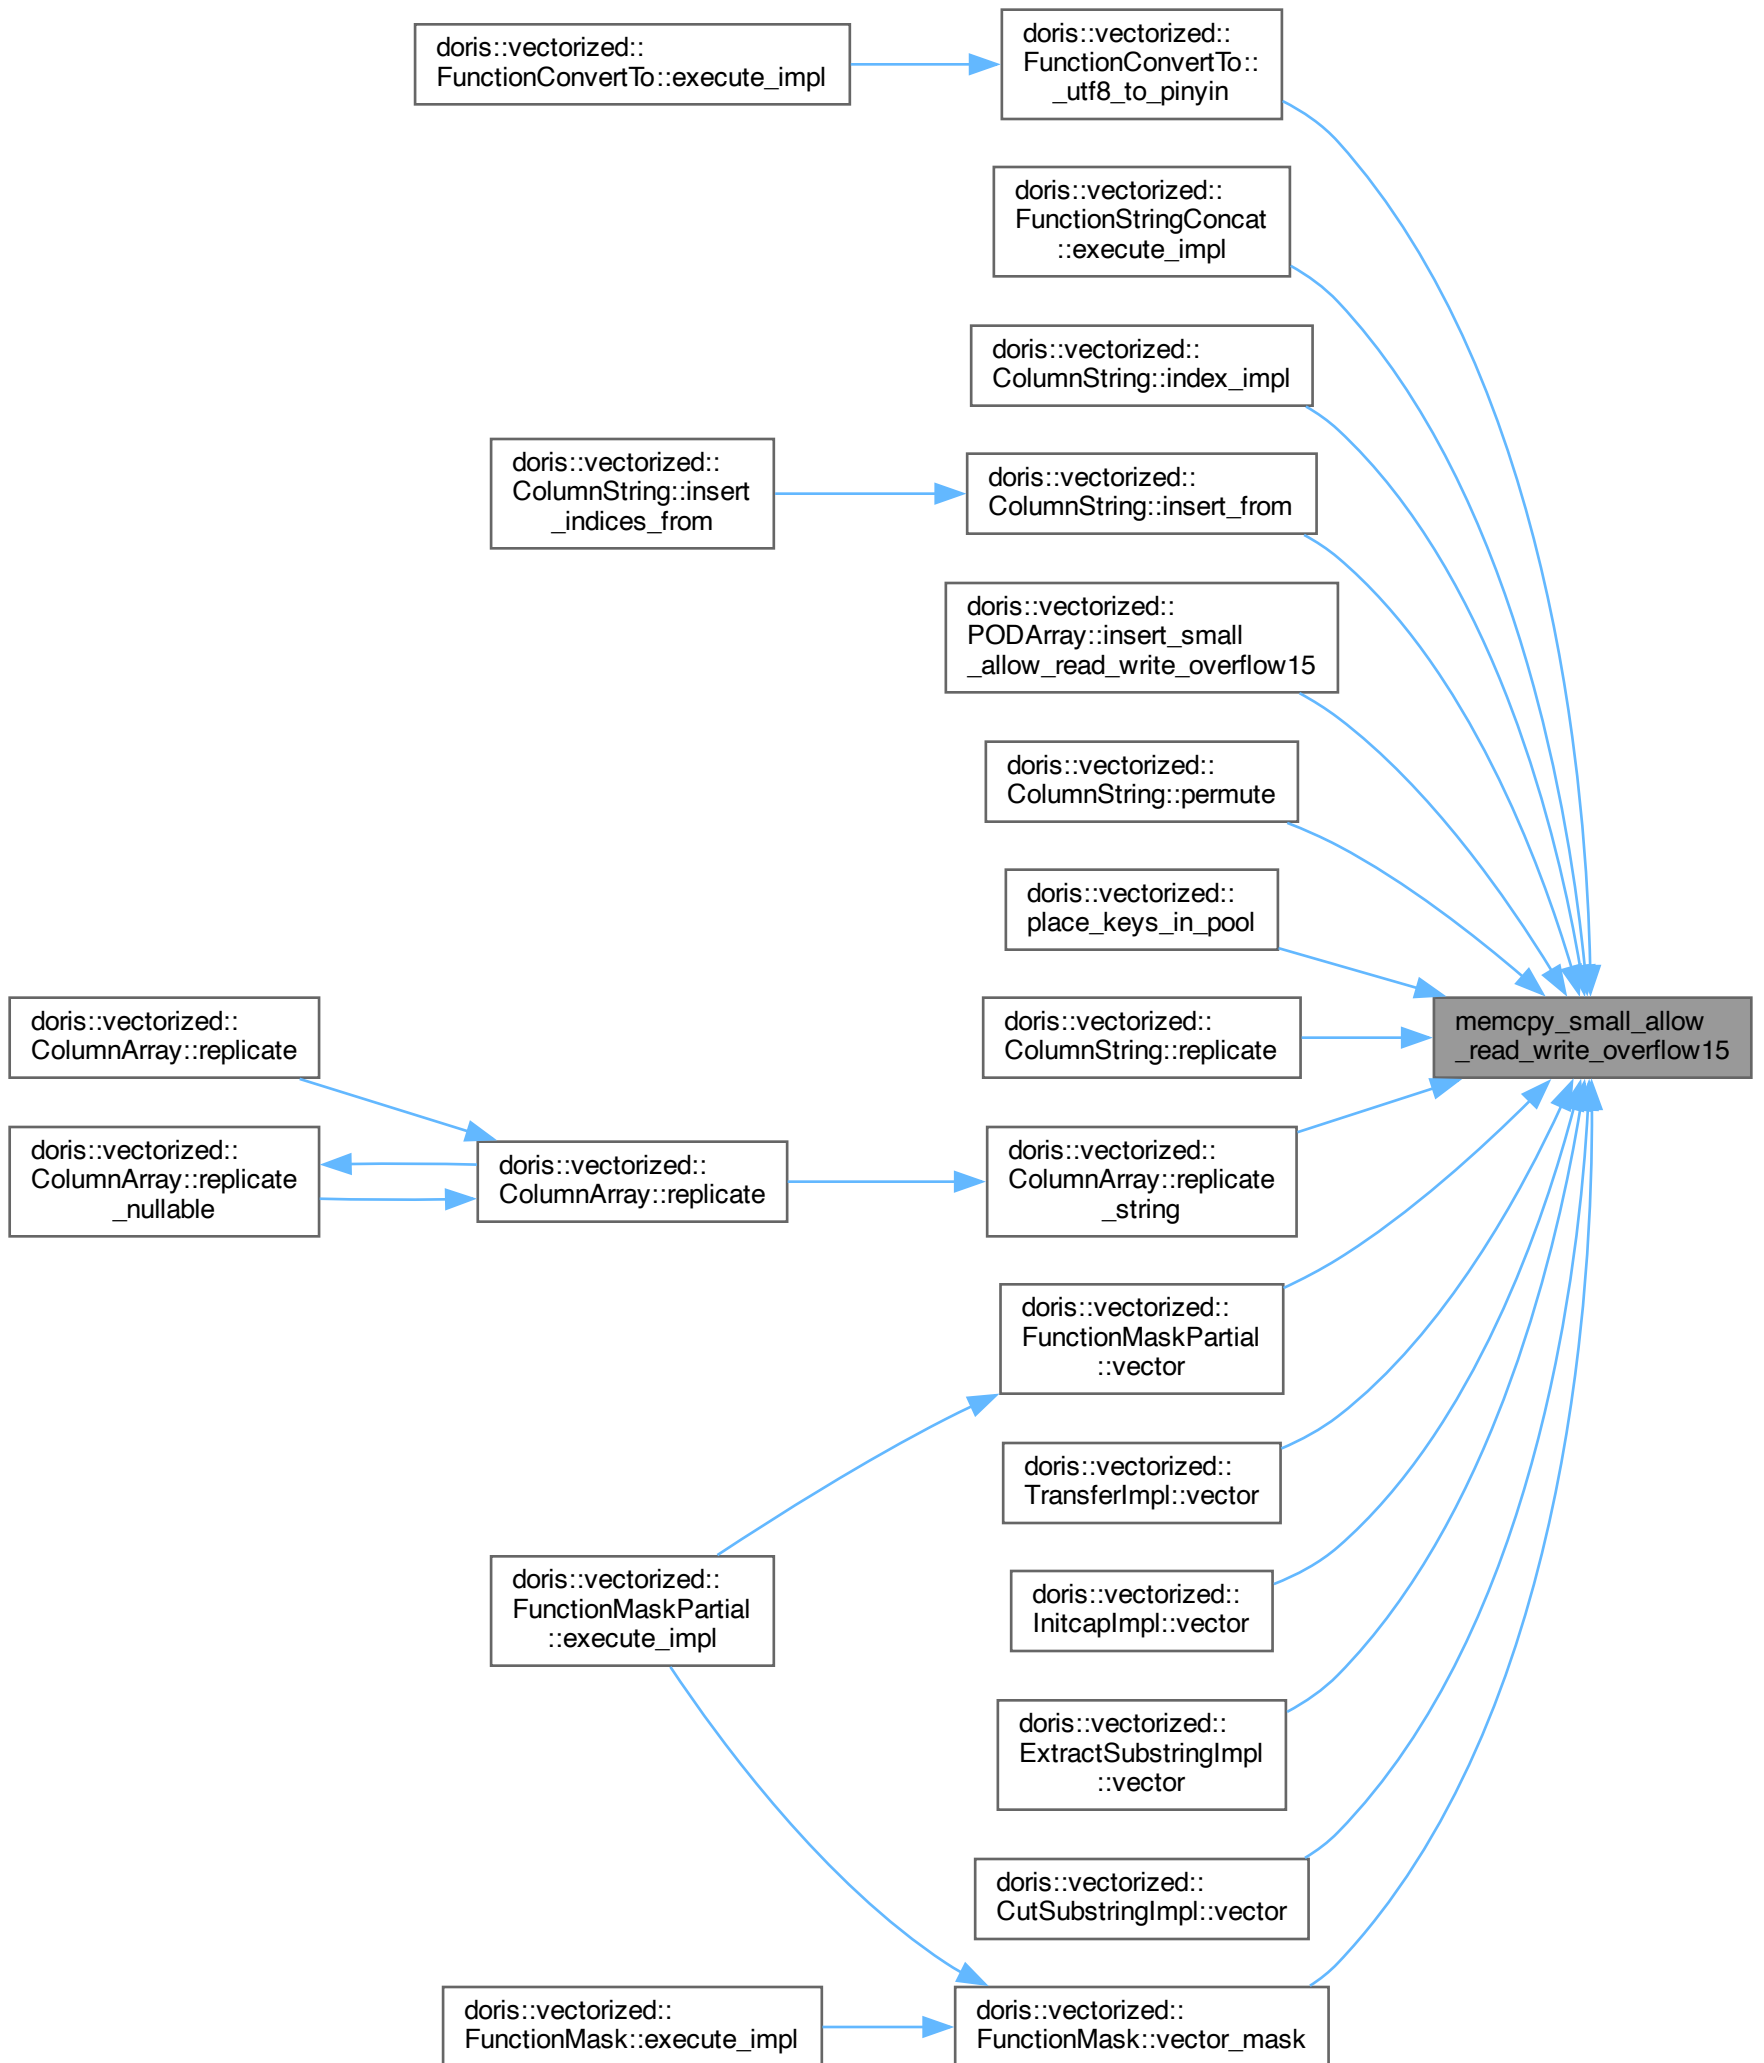 doris::vectorized::
FunctionConvertTo::execute_impl
doris::vectorized::
FunctionConvertTo::
_utf8_to_pinyin
doris::vectorized::
FunctionStringConcat
::execute_impl
doris::vectorized::
ColumnString::index_impl
doris::vectorized::
ColumnString::insert
_indices_from
doris::vectorized::
ColumnString::insert_from
doris::vectorized::
PODArray::insert_small
_allow_read_write_overflow15
doris::vectorized::
ColumnString::permute
doris::vectorized::
place_keys_in_pool
doris::vectorized::
ColumnArray::replicate
doris::vectorized::
ColumnString::replicate
memcpy_small_allow
_read_write_overflow15
doris::vectorized::
ColumnArray::replicate
_nullable
doris::vectorized::
ColumnArray::replicate
doris::vectorized::
ColumnArray::replicate
_string
doris::vectorized::
FunctionMaskPartial
::vector
doris::vectorized::
TransferImpl::vector
doris::vectorized::
FunctionMaskPartial
::execute_impl
doris::vectorized::
InitcapImpl::vector
doris::vectorized::
ExtractSubstringImpl
::vector
doris::vectorized::
CutSubstringImpl::vector
doris::vectorized::
FunctionMask::execute_impl
doris::vectorized::
FunctionMask::vector_mask